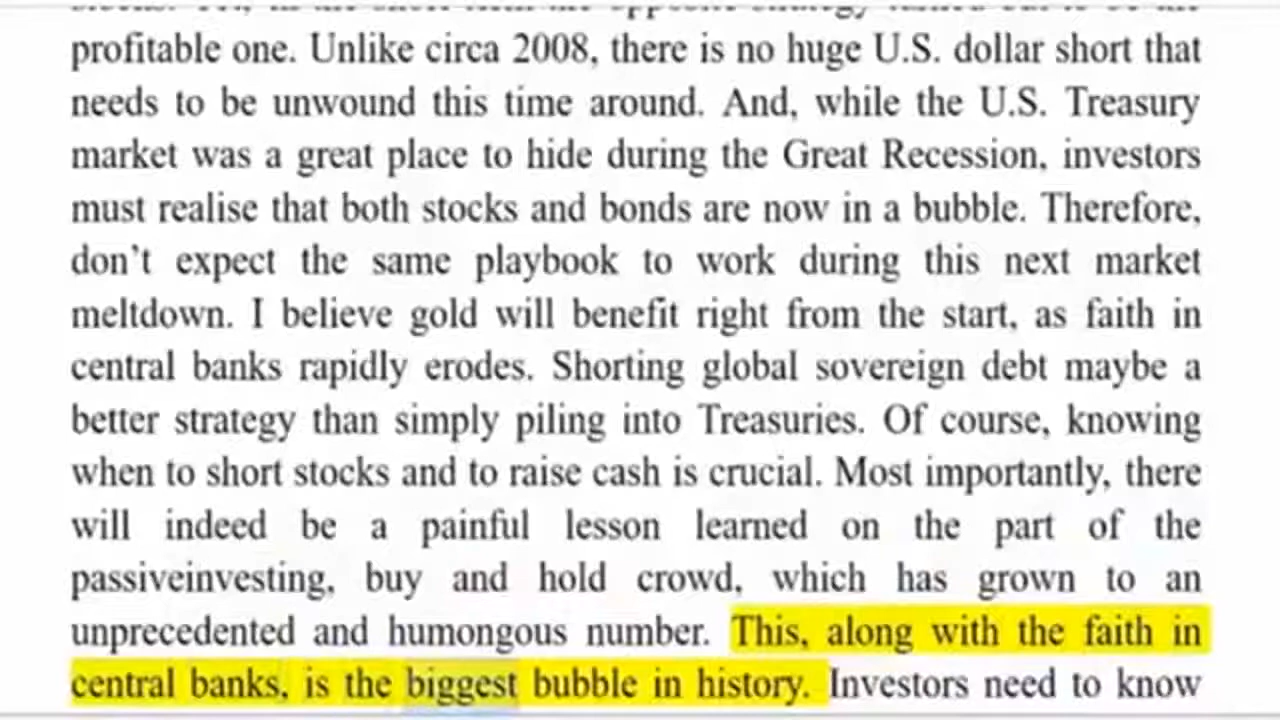 profitable one. Unlike circa 2008, there is no huge U.S. dollar short that
needs to be unwound this time around. And, while the U.S. Treasury
market was a great place to hide during the Great Recession, investors
must realise that both stocks and bonds are now in a bubble. Therefore,
don’t expect the same playbook to work during this next market
meltdown. I believe gold will benefit right from the start, as faith in
central banks rapidly erodes. Shorting global sovereign debt maybe a
better strategy than simply piling into Treasuries. Of course, knowing
when to short stocks and to raise cash is crucial. Most importantly, there
will indeed be a painful lesson learned on the part of the
passiveinvesting, buy and hold crowd, which has grown to an
unprecedented and humongous number. This, along with the faith in
central banks, is the biggest bubble in history. Investors need to know